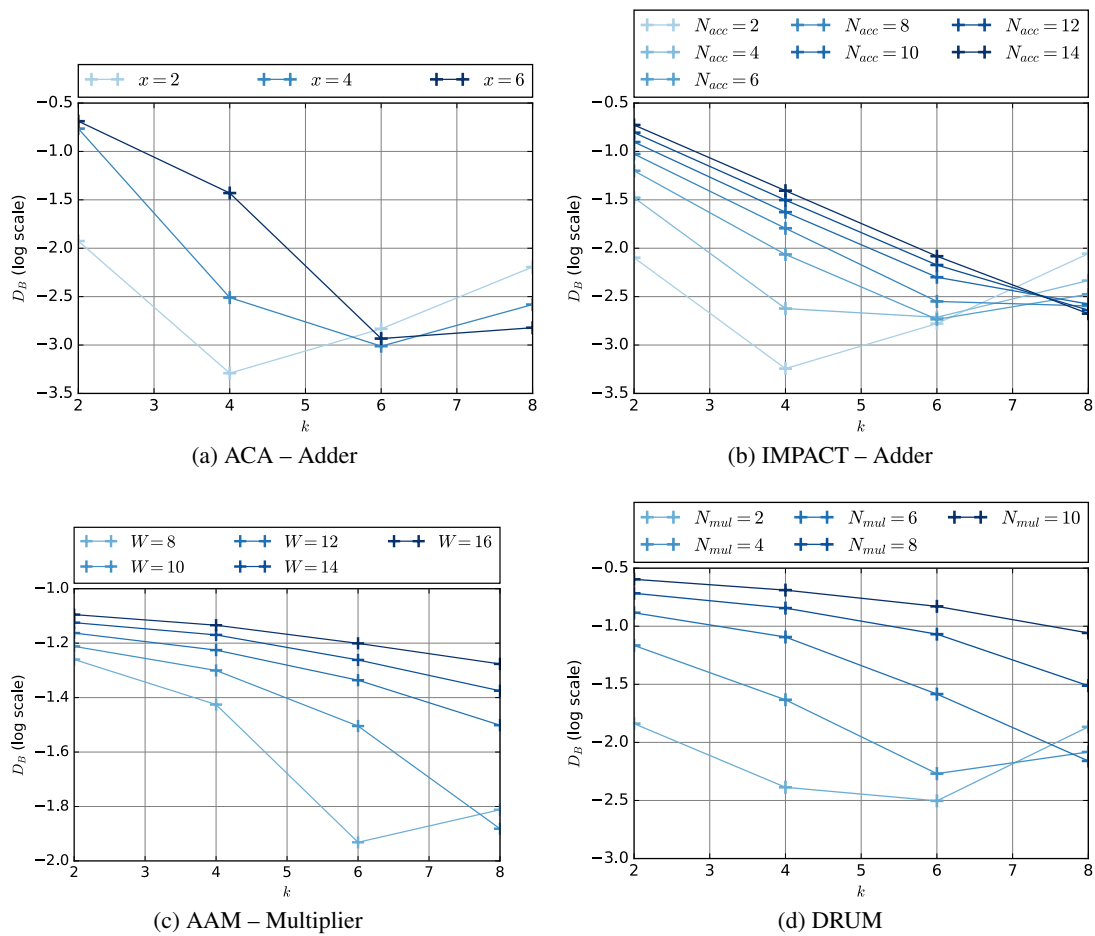 x = 2 x = 4 x = 6
−0.5
−1.0
−1.5
−2.0
−2.5
−3.0
−3.5
D_B (log scale)
2 3 4 5 6 7 8
k
(a) ACA – Adder
N_acc = 2 N_acc = 8 N_acc = 12
N_acc = 4 N_acc = 10 N_acc = 14
N_acc = 6
−0.5
−1.0
−1.5
−2.0
−2.5
−3.0
−3.5
D_B (log scale)
2 3 4 5 6 7 8
k
(b) IMPACT – Adder
W = 8 W = 12 W = 16
W = 10 W = 14
−1.0
−1.2
−1.4
−1.6
−1.8
−2.0
D_B (log scale)
2 3 4 5 6 7 8
k
(c) AAM – Multiplier
N_mul = 2 N_mul = 6 N_mul = 10
N_mul = 4 N_mul = 8
−0.5
−1.0
−1.5
−2.0
−2.5
−3.0
D_B (log scale)
2 3 4 5 6 7 8
k
(d) DRUM